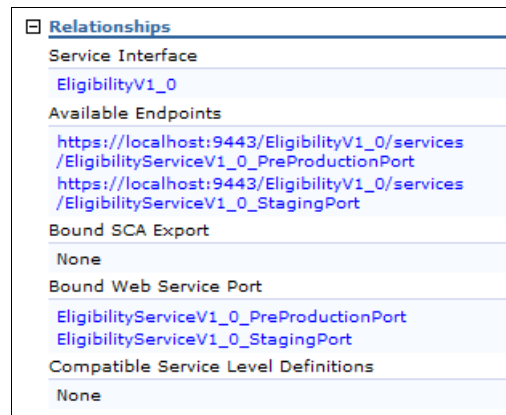 Relationships
Service Interface
EligibilityV1_0
Available Endpoints
https://localhost:9443/EligibilityV1_0/services
/EligibilityServiceV1_0_PreProductionPort
https://localhost:9443/EligibilityV1_0/services
/EligibilityServiceV1_0_StagingPort
Bound SCA Export
None
Bound Web Service Port
EligibilityServiceV1_0_PreProductionPort
EligibilityServiceV1_0_StagingPort
Compatible Service Level Definitions
None